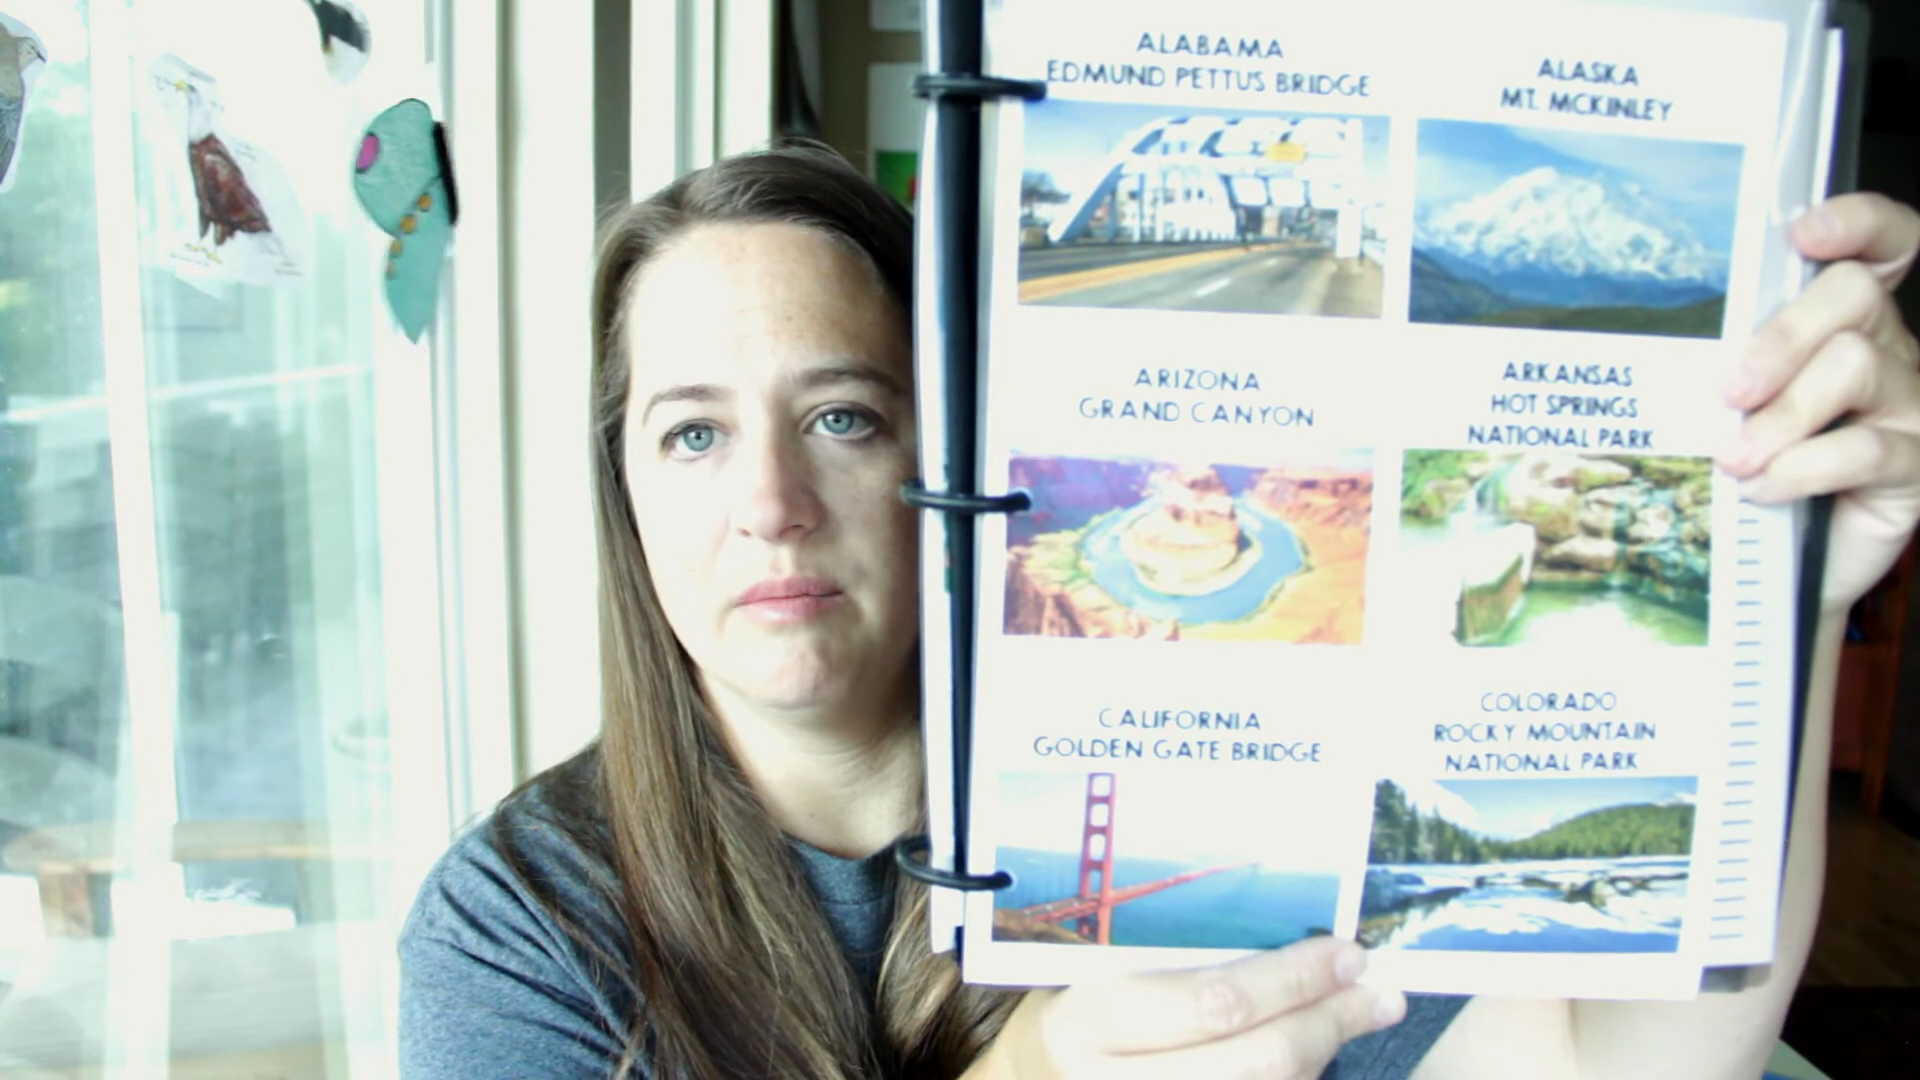 ALABAMA
EDMUND PETTUS BRIDGE
ALASKA
MT. MCKINLEY
ARIZONA
GRAND CANYON
ARKANSAS
HOT SPRINGS
NATIONAL PARK
CALIFORNIA
GOLDEN GATE BRIDGE
COLORADO
ROCKY MOUNTAIN
NATIONAL PARK